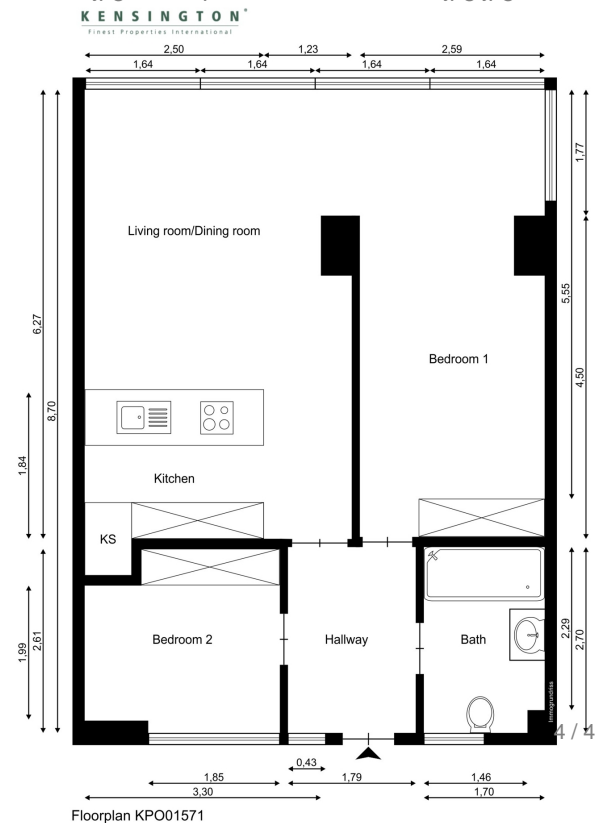 KENSINGTON®
Finest Properties International
2,50 1,23 2,59
1,64 1,64 1,64 1,64
1,77
Living room/Dining room
5,55
6,27
Bedroom 1
4,50
8,70
1,84
Kitchen
KS
Bedroom 2 Hallway Bath
1,99 2,61 2,29 2,70
Immogrundriss
4 / 4
0,43
1,85 1,79 1,46
3,30 1,70
Floorplan KPO01571